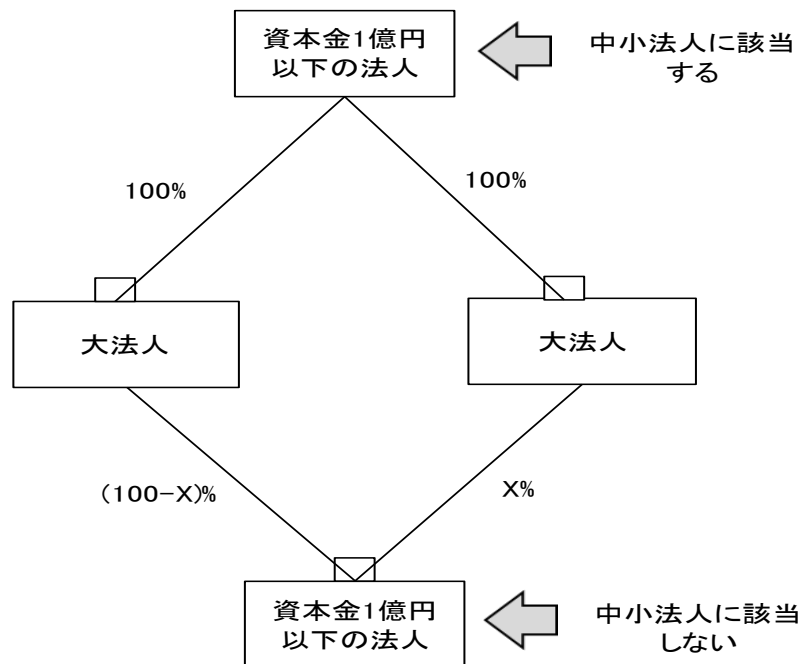 資本金1億円
以下の法人
中小法人に該当
する
100%
100%
大法人
大法人
(100-X)%
X%
資本金1億円
以下の法人
中小法人に該当
しない